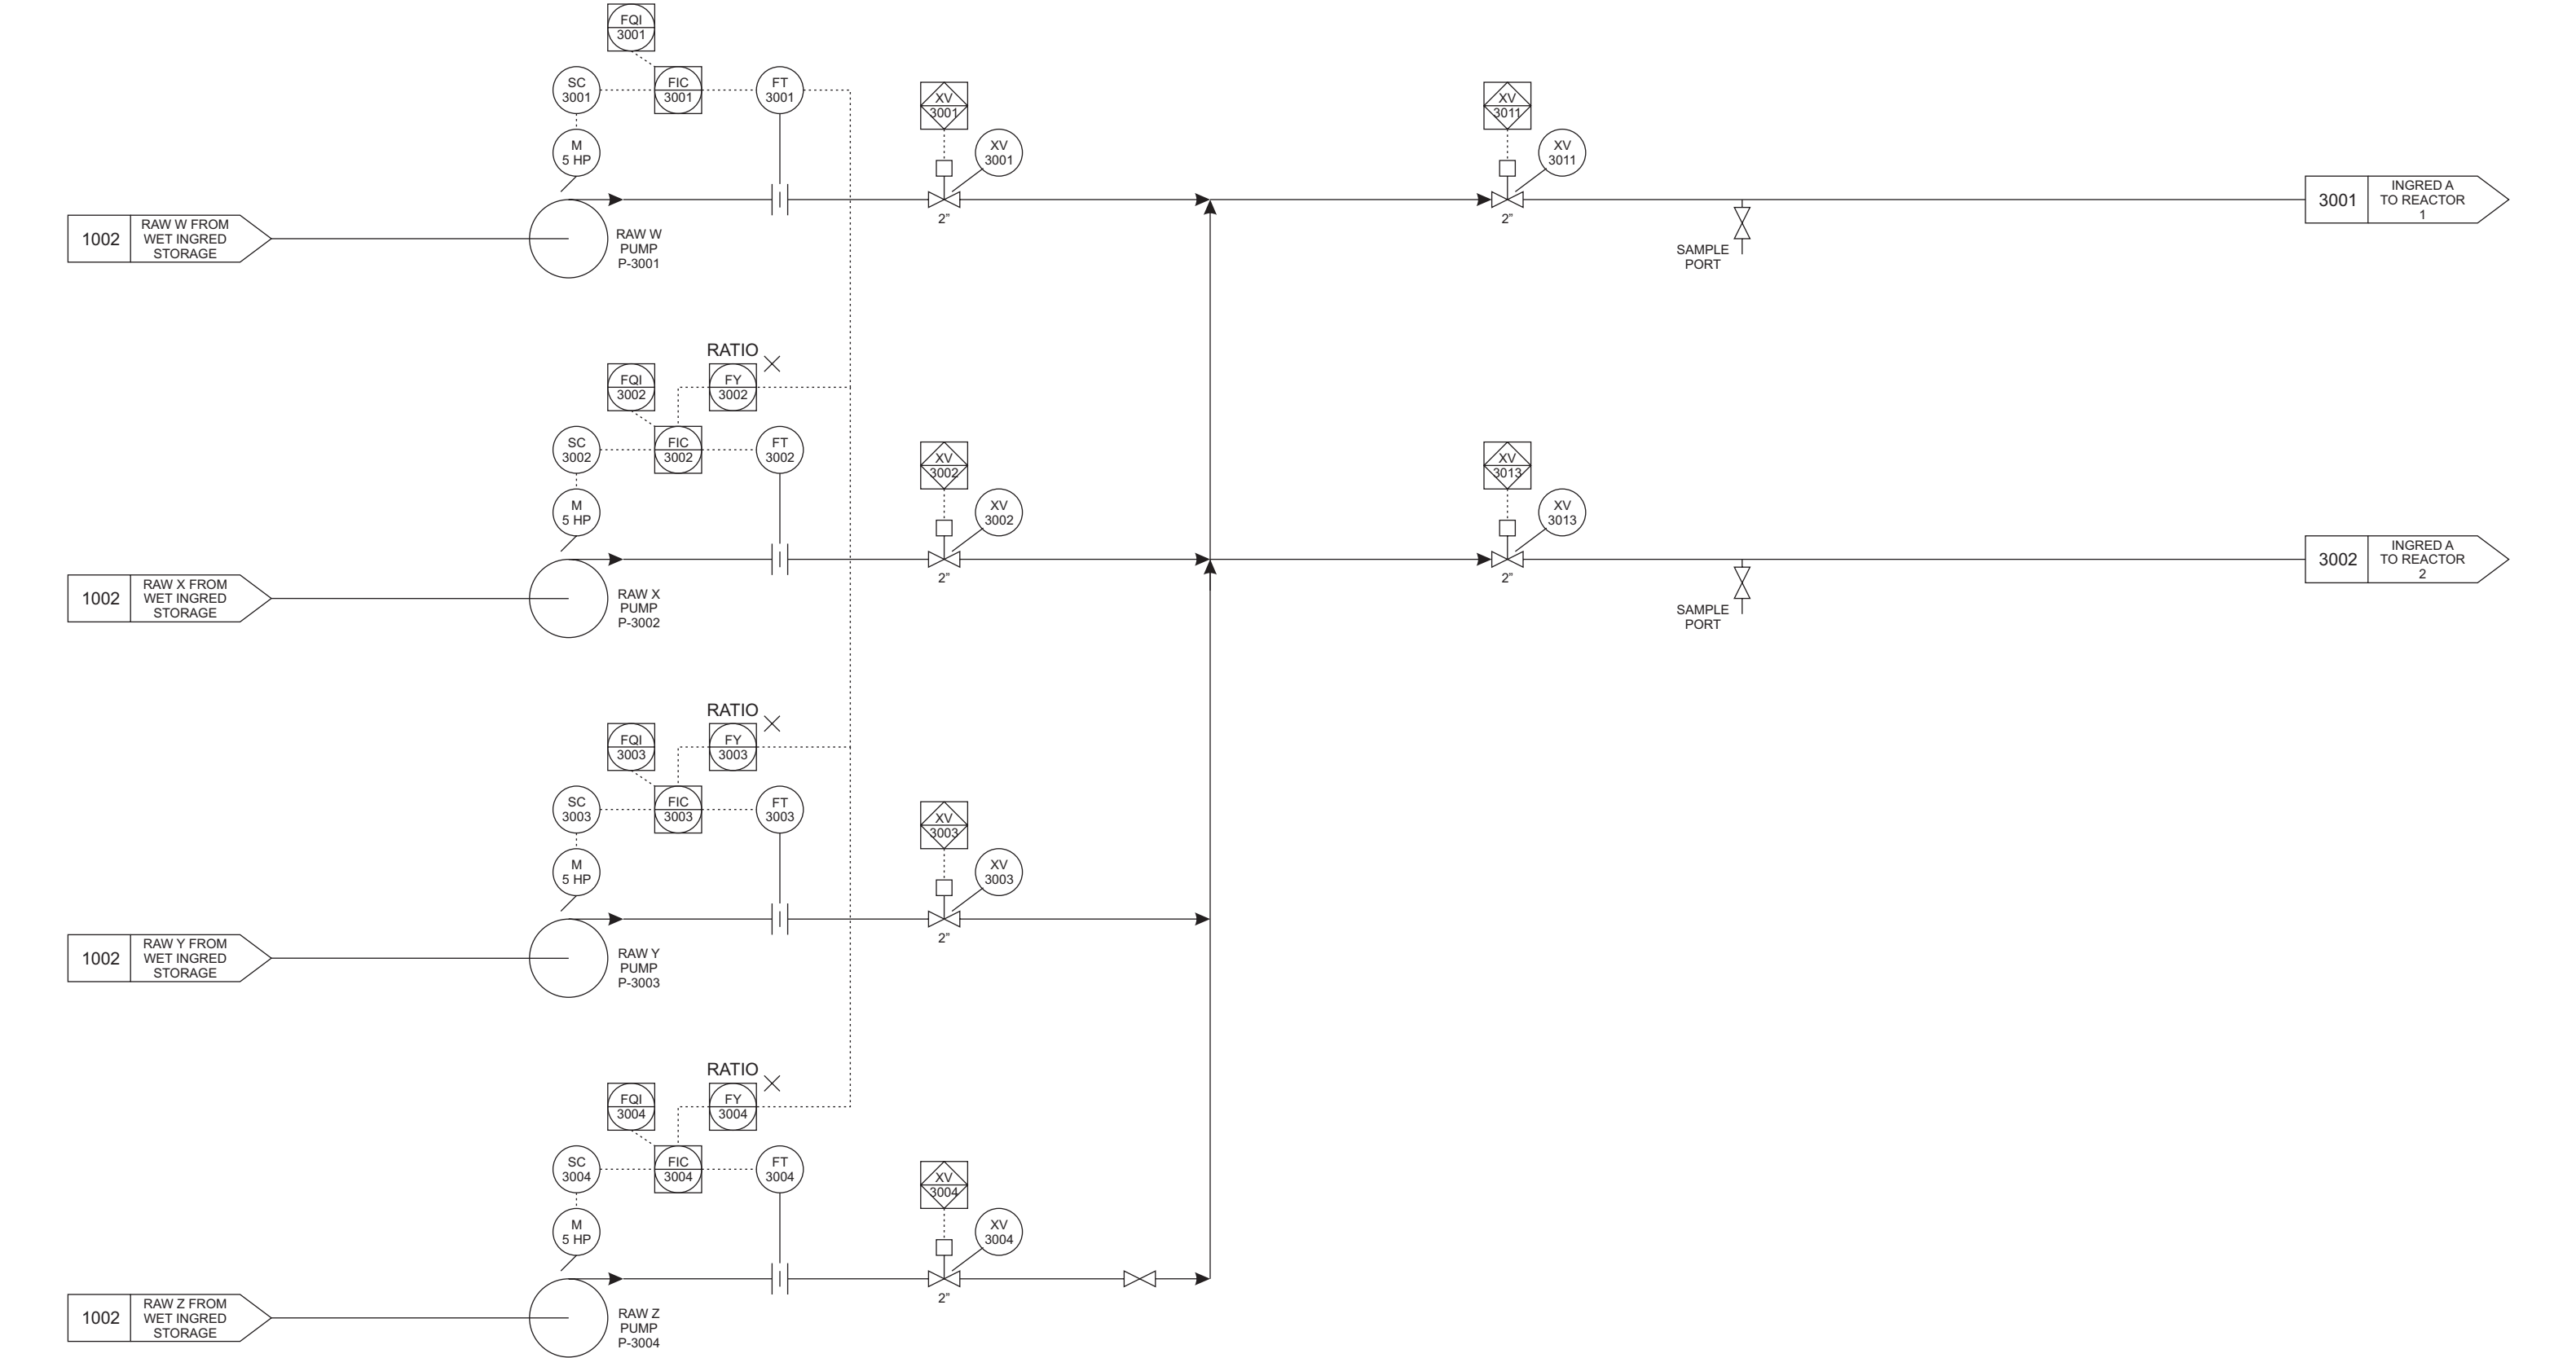 FQI
3001
SC
3001
FIC
3001
FT
3001
XV
3001
XV
3011
M
5 HP
XV
3001
XV
3011
1002
RAW W FROM
WET INGRED
STORAGE
RAW W
PUMP
P-3001
2"
2"
SAMPLE
PORT
3001
INGRED A
TO REACTOR
1
RATIO
FQI
3002
FY
3002
SC
3002
FIC
3002
FT
3002
XV
3002
XV
3013
M
5 HP
XV
3002
XV
3013
1002
RAW X FROM
WET INGRED
STORAGE
RAW X
PUMP
P-3002
2"
2"
SAMPLE
PORT
3002
INGRED A
TO REACTOR
2
RATIO
FQI
3003
FY
3003
SC
3003
FIC
3003
FT
3003
XV
3003
M
5 HP
XV
3003
1002
RAW Y FROM
WET INGRED
STORAGE
RAW Y
PUMP
P-3003
2"
RATIO
FQI
3004
FY
3004
SC
3004
FIC
3004
FT
3004
XV
3004
M
5 HP
XV
3004
1002
RAW Z FROM
WET INGRED
STORAGE
RAW Z
PUMP
P-3004
2"